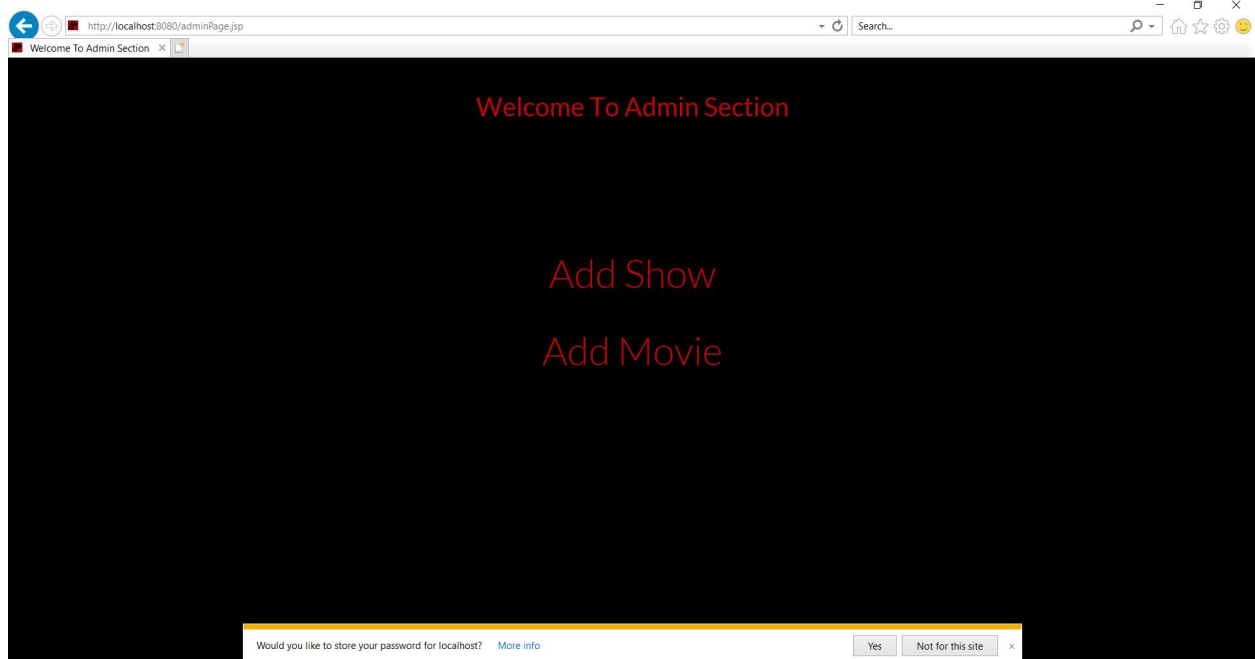 http://localhost:8080/adminPage.jsp
Search...
Welcome To Admin Section
Welcome To Admin Section
Add Show
Add Movie
Would you like to store your password for localhost? More info Yes Not for this site